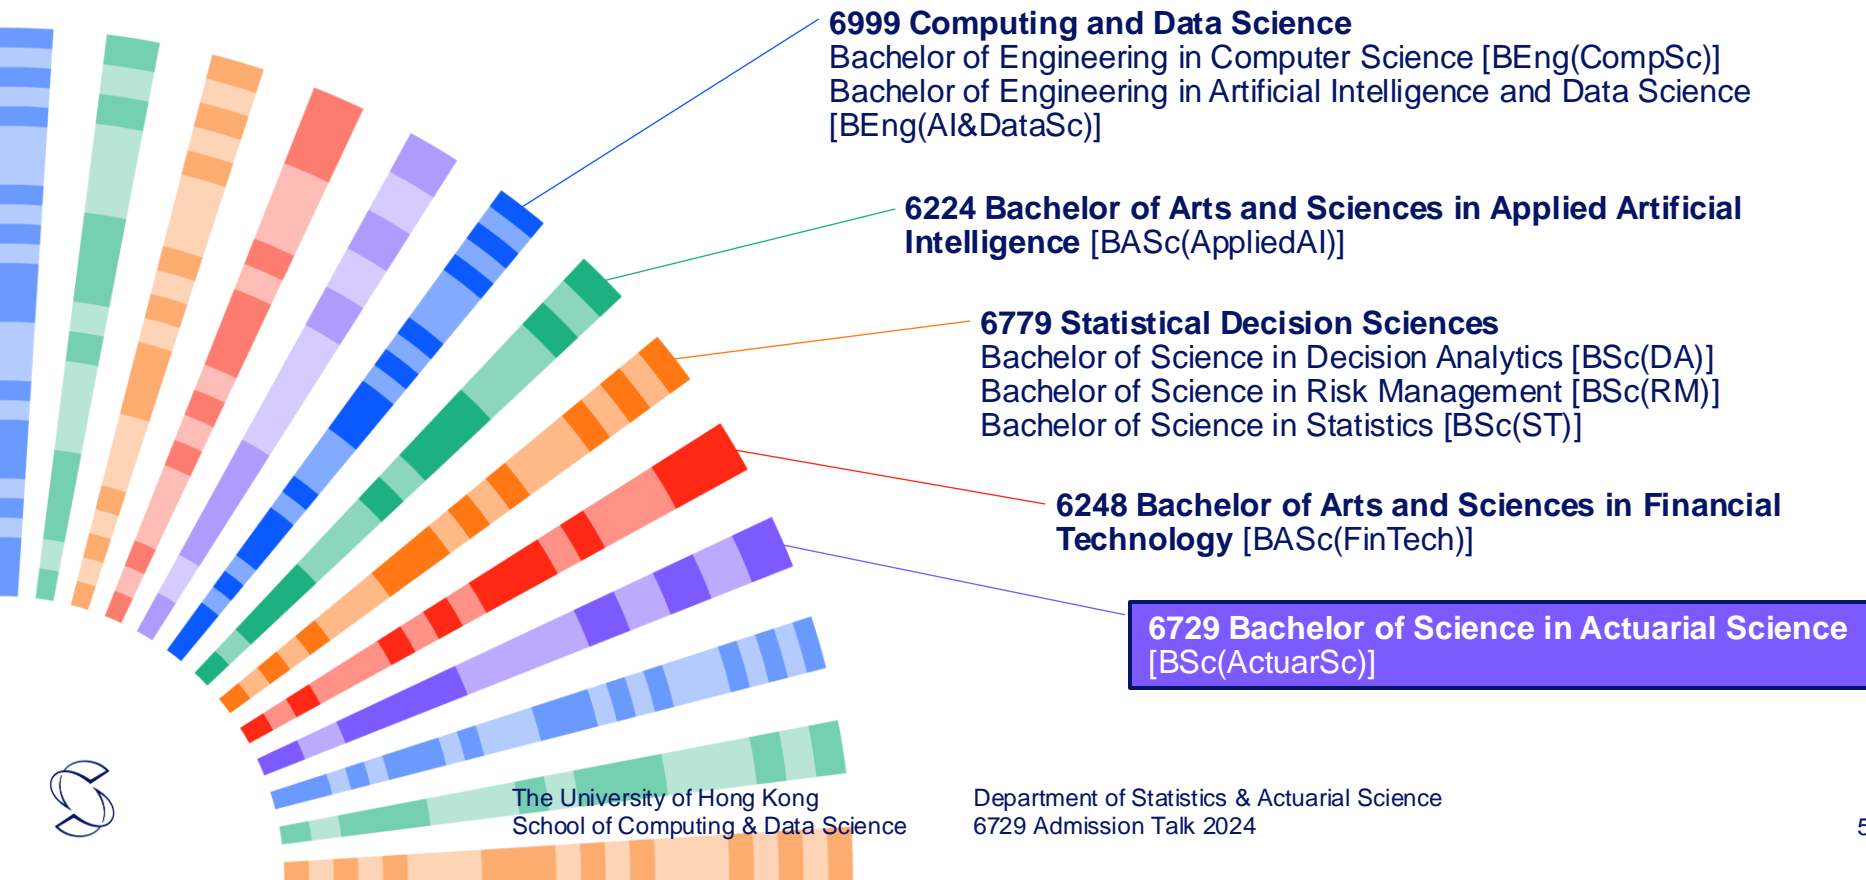 6999 Computing and Data Science
Bachelor of Engineering in Computer Science [BEng(CompSc)]
Bachelor of Engineering in Artificial Intelligence and Data Science
[BEng(AI&DataSc)]
6224 Bachelor of Arts and Sciences in Applied Artificial
Intelligence [BASc(AppliedAI)]
6779 Statistical Decision Sciences
Bachelor of Science in Decision Analytics [BSc(DA)]
Bachelor of Science in Risk Management [BSc(RM)]
Bachelor of Science in Statistics [BSc(ST)]
6248 Bachelor of Arts and Sciences in Financial
Technology [BASc(FinTech)]
6729 Bachelor of Science in Actuarial Science
[BSc(ActuarSc)]
The University of Hong Kong
School of Computing & Data Science
Department of Statistics & Actuarial Science
6729 Admission Talk 2024
5